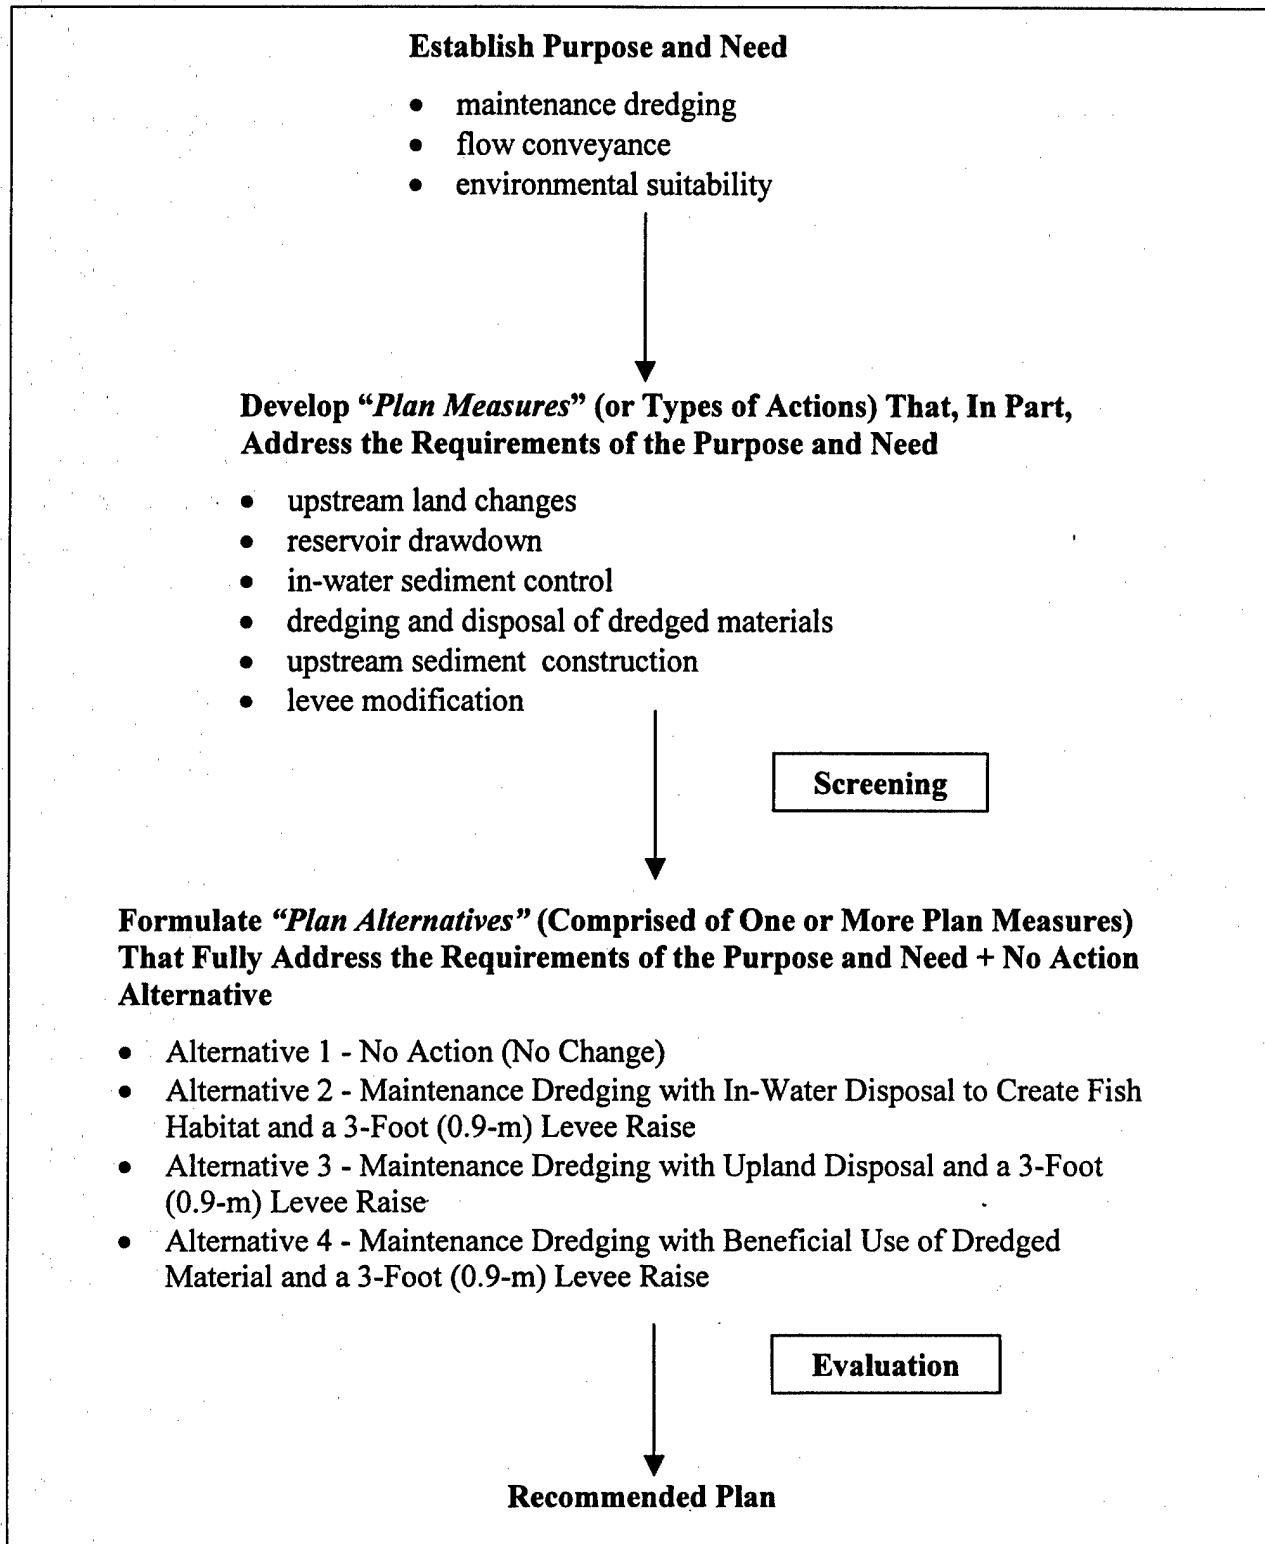 Establish Purpose and Need
• maintenance dredging
• flow conveyance
• environmental suitability
Develop “Plan Measures” (or Types of Actions) That, In Part,
Address the Requirements of the Purpose and Need
• upstream land changes
• reservoir drawdown
• in-water sediment control
• dredging and disposal of dredged materials
• upstream sediment construction
• levee modification
Screening
Formulate “Plan Alternatives” (Comprised of One or More Plan Measures)
That Fully Address the Requirements of the Purpose and Need + No Action
Alternative
• Alternative 1 - No Action (No Change)
• Alternative 2 - Maintenance Dredging with In-Water Disposal to Create Fish
Habitat and a 3-Foot (0.9-m) Levee Raise
• Alternative 3 - Maintenance Dredging with Upland Disposal and a 3-Foot
(0.9-m) Levee Raise
• Alternative 4 - Maintenance Dredging with Beneficial Use of Dredged
Material and a 3-Foot (0.9-m) Levee Raise
Evaluation
Recommended Plan